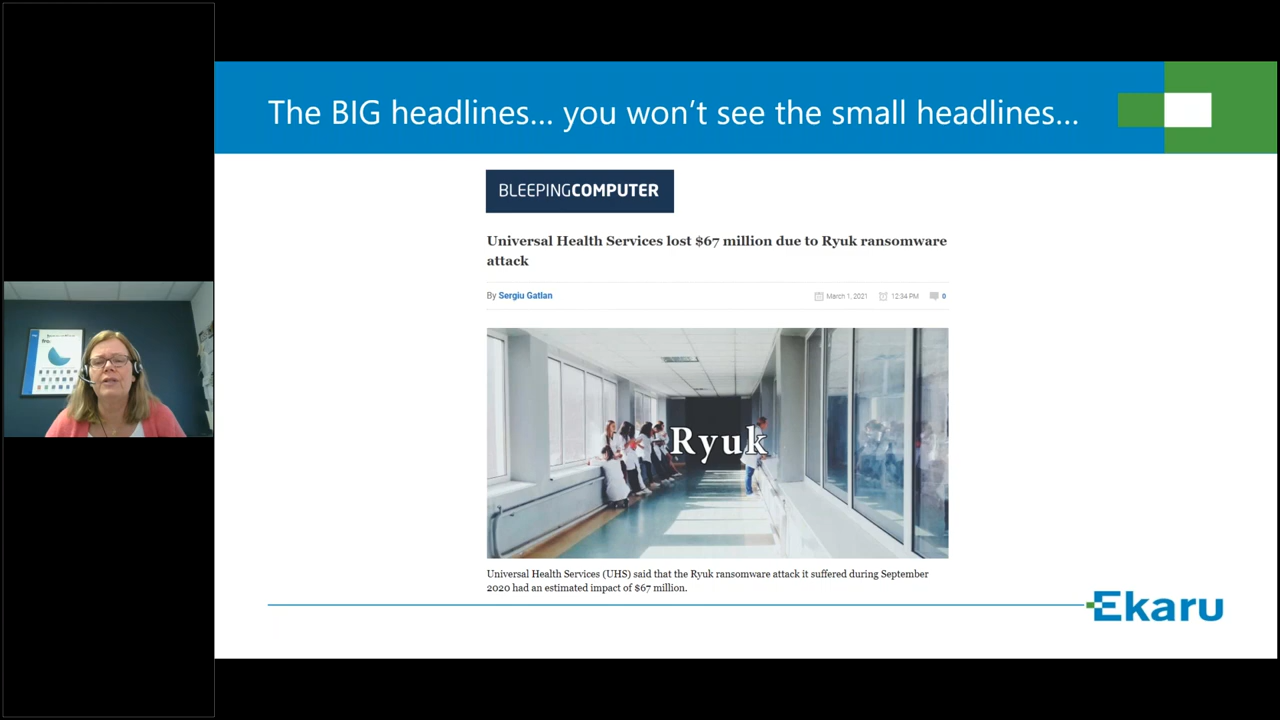 The BIG headlines... you won't see the small headlines...
BLEEPINGCOMPUTER
Universal Health Services lost $67 million due to Ryuk ransomware
attack
By Sergiu Gatlan
March 1, 2021 12:34 PM 0
Ryuk
Universal Health Services (UHS) said that the Ryuk ransomware attack it suffered during September
2020 had an estimated impact of $67 million.
Ekaru